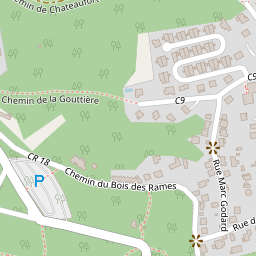 min de Chateaufort
Chemin de la Gouttière
C9
C9
CR 18
P
Chemin du Bois des Rames
Rue Marc Godard
Rue d